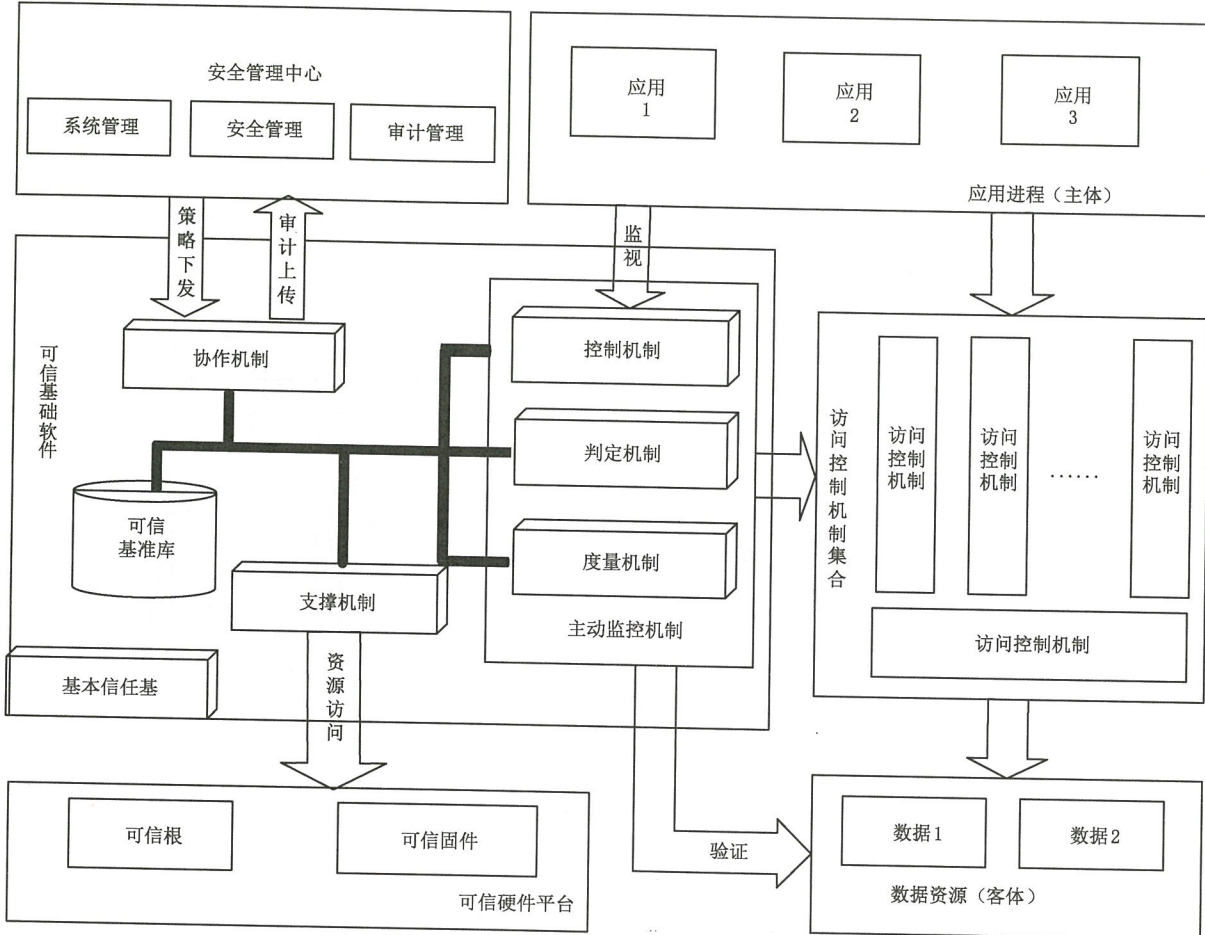 安全管理中心
系统管理
安全管理
审计管理
应用
1
应用
2
应用
3
应用进程（主体）
策略下发
审计上传
监视
可信基础软件
协作机制
可信
基准库
支撑机制
基本信任基
控制机制
判定机制
度量机制
主动监控机制
访问控制机制集合
访问
控制
机制
访问
控制
机制
……
访问
控制
机制
访问控制机制
资源访问
验证
可信根
可信固件
可信硬件平台
数据1
数据2
数据资源（客体）